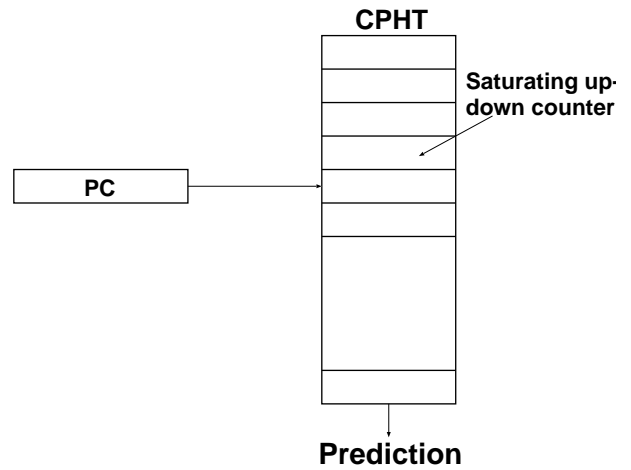 CPHT
Saturating up-
down counter
PC
Prediction